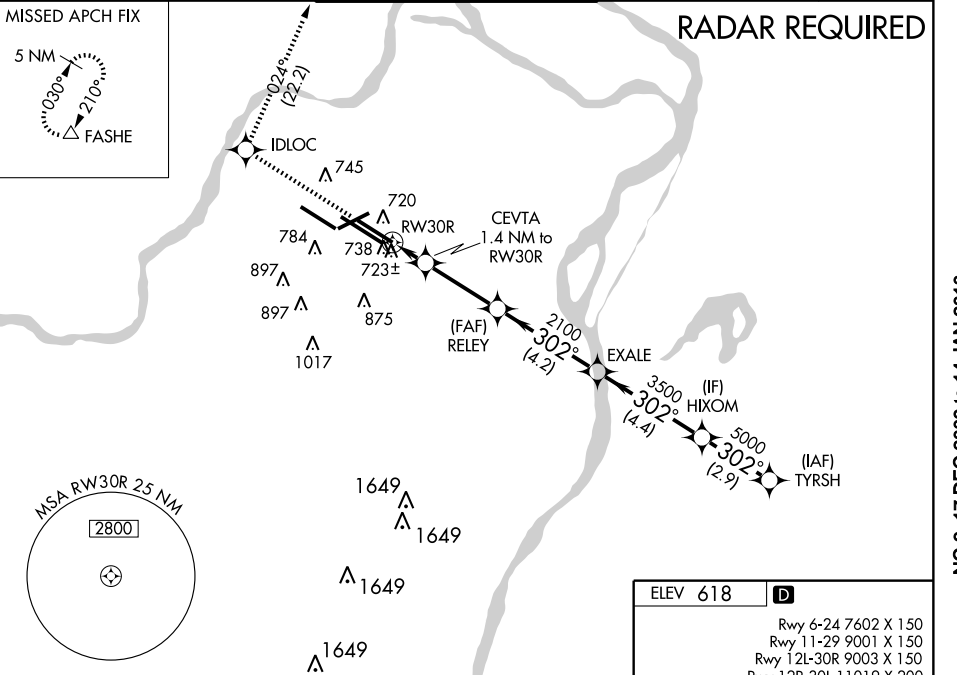 MISSED APCH FIX
5 NM
030°
210°
FASHE
RADAR REQUIRED
024°
(22.2)
IDLOC
745
720
RW30R
CEVTA
1.4 NM to
RW30R
784
738
723±
897
897
875
1017
(FAF)
RELEY
2100
302°
(4.2)
EXALE
3500
302°
(4.4)
(IF)
HIXOM
5000
302°
(2.9)
(IAF)
TYRSH
MSA RW30R 25 NM
2800
1649
1649
1649
1649
ELEV 618
D
Rwy 6-24 7602 X 150
Rwy 11-29 9001 X 150
Rwy 12L-30R 9003 X 150